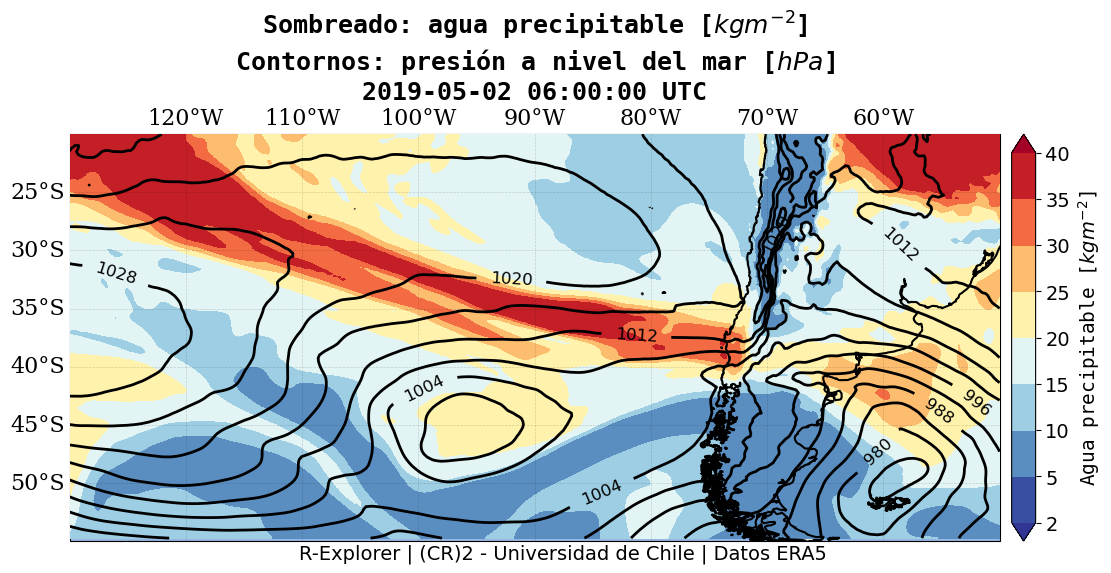 Sombreado: agua precipitable [kgm⁻²]
Contornos: presión a nivel del mar [hPa]
2019-05-02 06:00:00 UTC
120°W 110°W 100°W 90°W 80°W 70°W 60°W
25°S
30°S
35°S
40°S
45°S
50°S
1028
1020
1012
1012
1004
1004
996
988
980
40
35
30
25
20
15
10
5
2
Agua precipitable [kgm⁻²]
R-Explorer | (CR)2 - Universidad de Chile | Datos ERA5